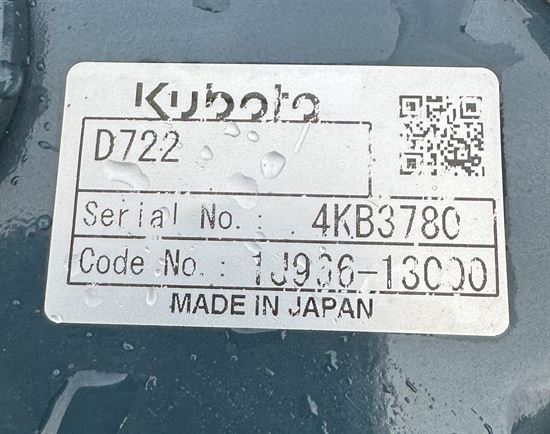 Kubota
D722
Serial No.: 4KB3780
Code No.: 1J936-13000
MADE IN JAPAN